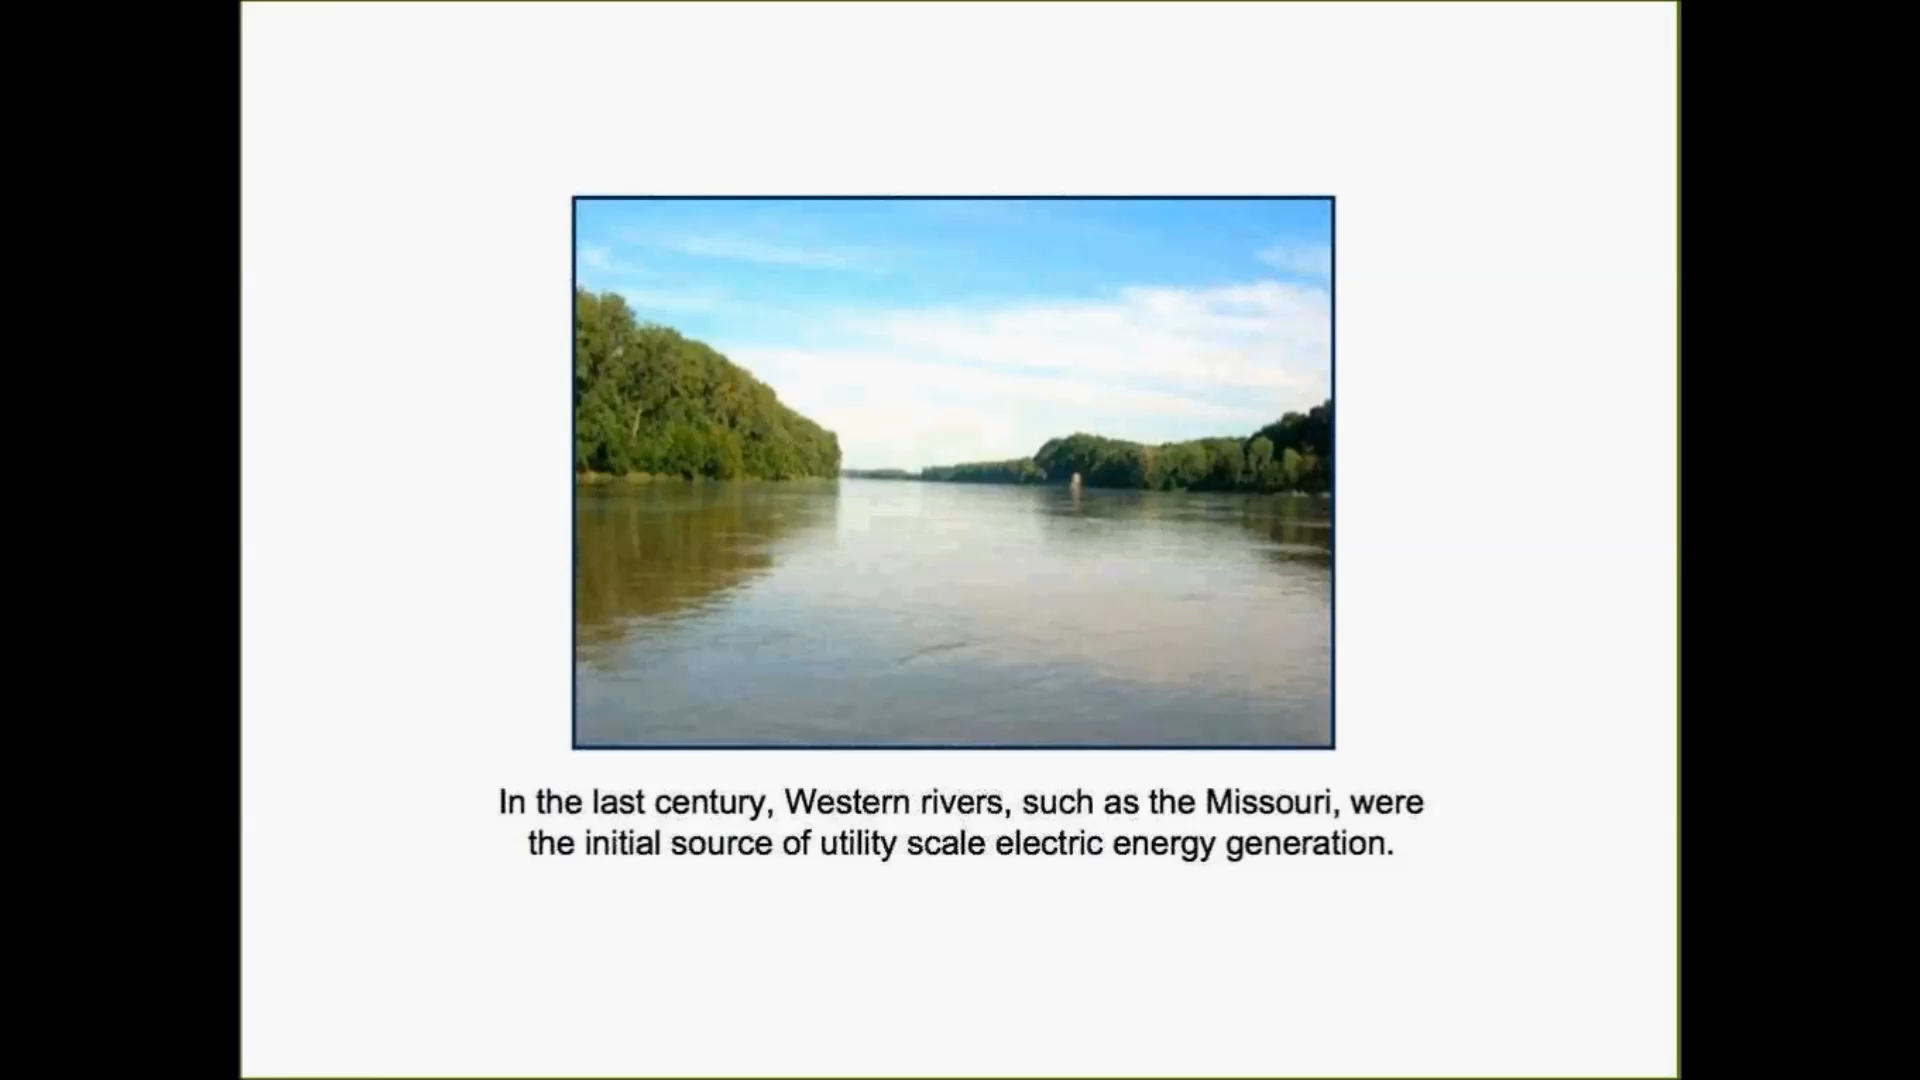 In the last century, Western rivers, such as the Missouri, were
the initial source of utility scale electric energy generation.